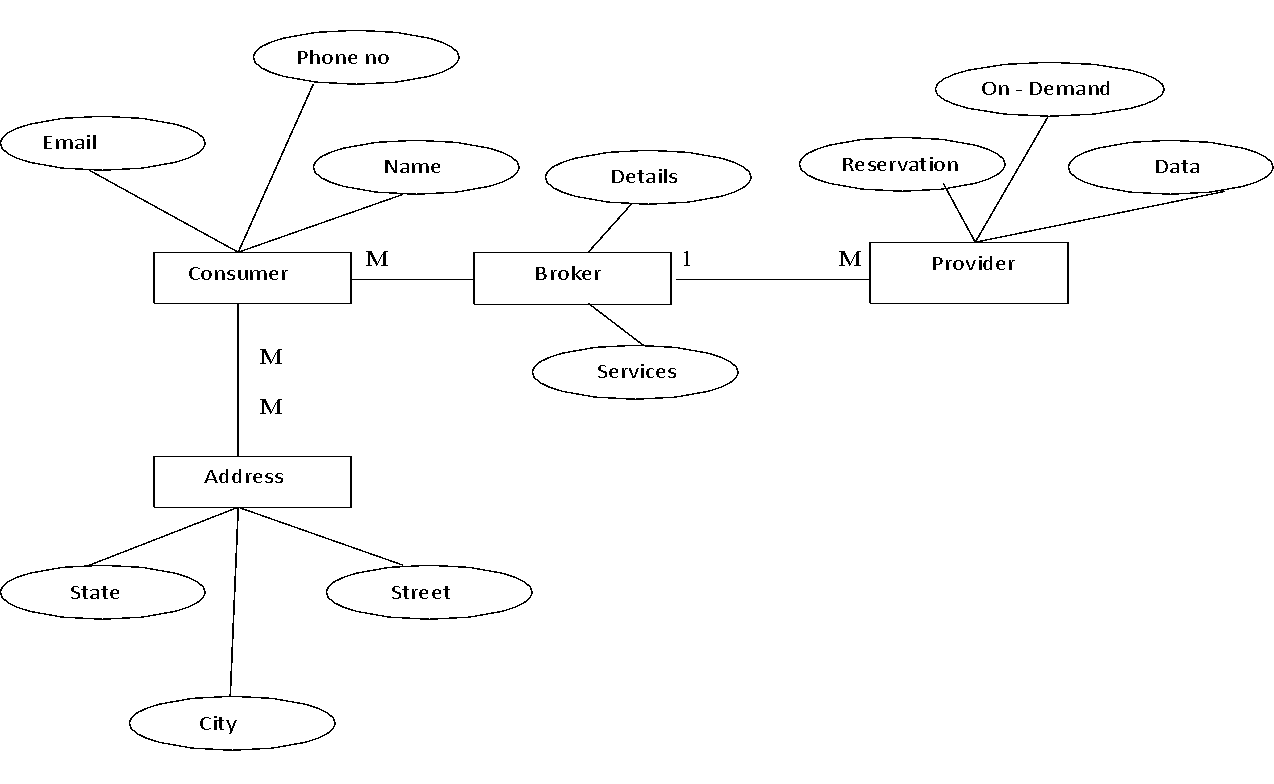 Phone no
On - Demand
Email
Name
Reservation
Data
Details
Consumer
M
Broker
1
M
Provider
M
Services
M
Address
State
Street
City